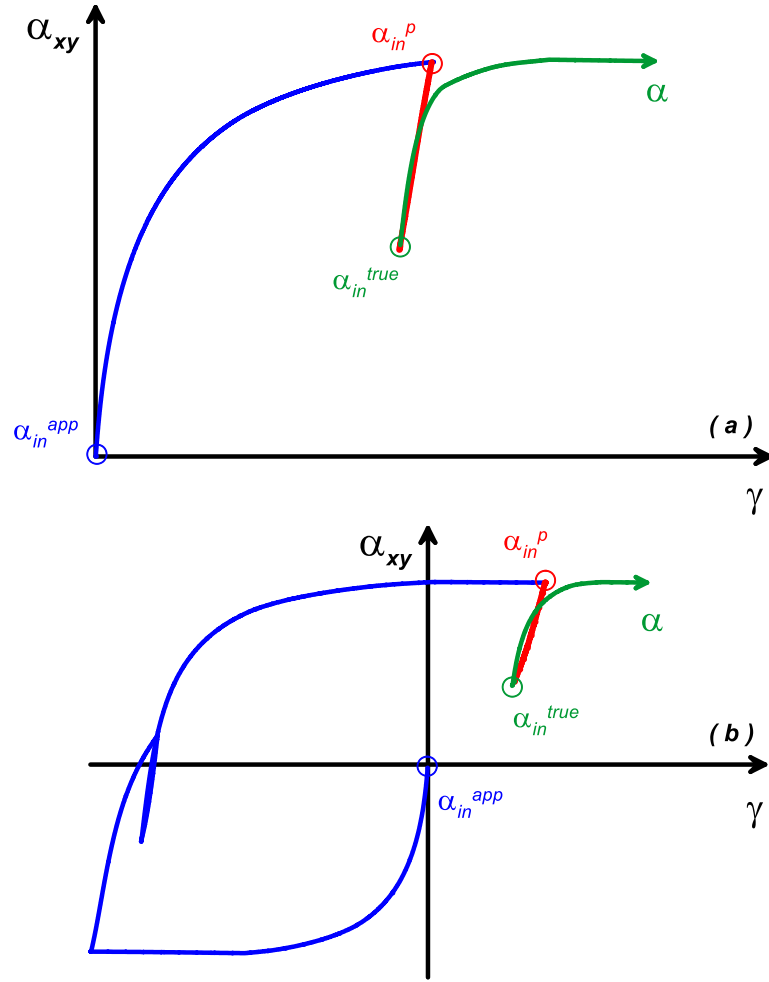 α_xy
α_in^p
α
α_in^true
α_in^app
( a )
γ
α_xy
α_in^p
α
α_in^true
( b )
α_in^app
γ